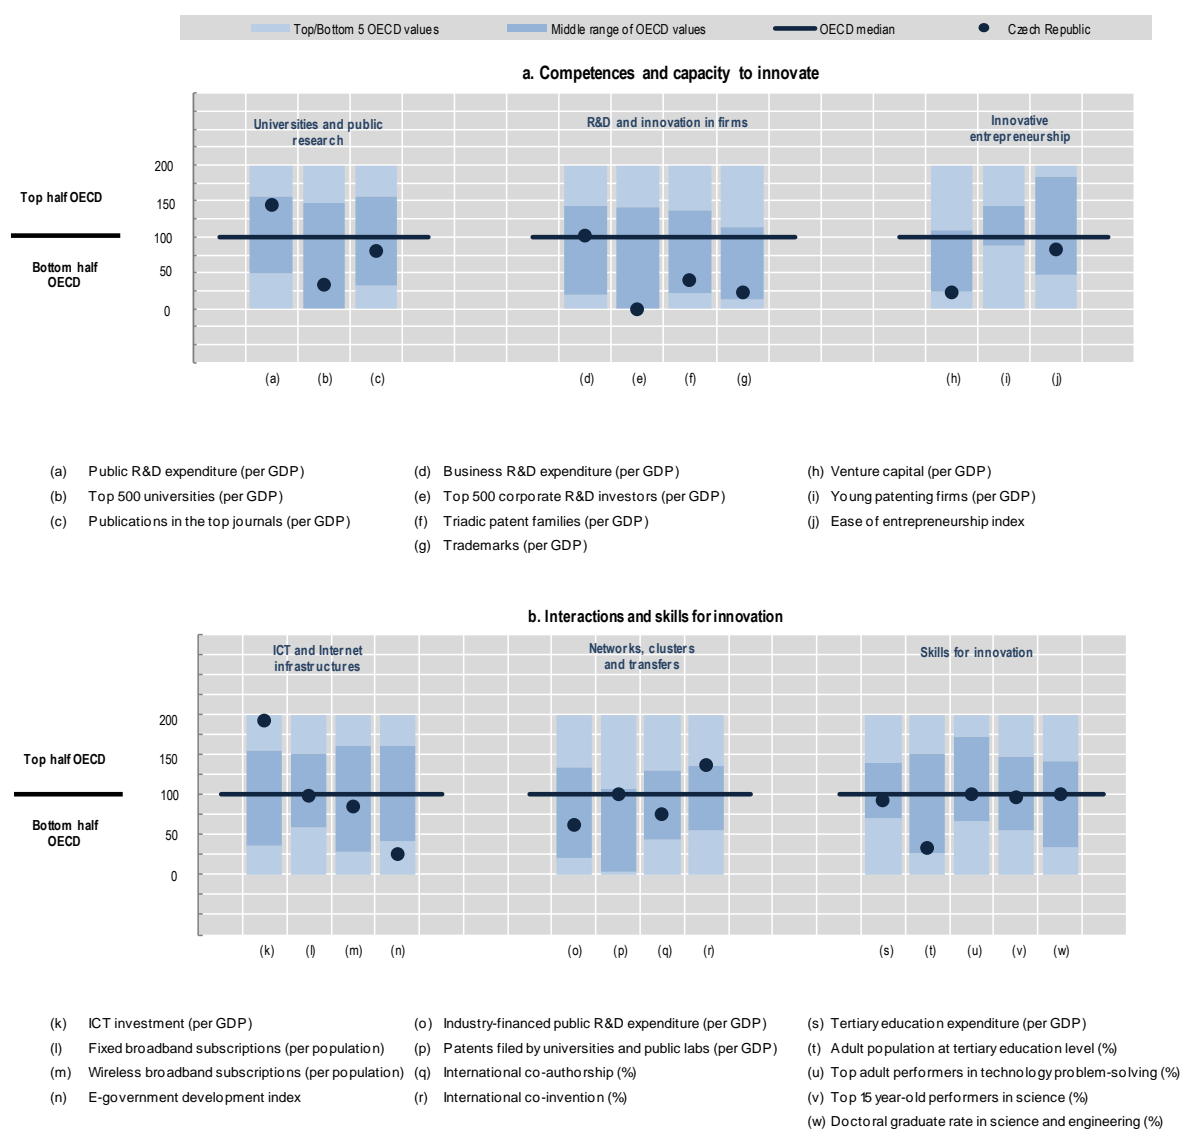 Top/Bottom 5 OECD values Middle range of OECD values OECD median Czech Republic
a. Competences and capacity to innovate
Universities and public
research
R&D and innovation in firms
Innovative
entrepreneurship
200
150
100
50
0
Top half OECD
Bottom half
OECD
(a) (b) (c) (d) (e) (f) (g) (h) (i) (j)
(a) Public R&D expenditure (per GDP)
(b) Top 500 universities (per GDP)
(c) Publications in the top journals (per GDP)
(d) Business R&D expenditure (per GDP)
(e) Top 500 corporate R&D investors (per GDP)
(f) Triadic patent families (per GDP)
(g) Trademarks (per GDP)
(h) Venture capital (per GDP)
(i) Young patenting firms (per GDP)
(j) Ease of entrepreneurship index
b. Interactions and skills for innovation
ICT and Internet
infrastructures
Networks, clusters
and transfers
Skills for innovation
200
150
100
50
0
Top half OECD
Bottom half
OECD
(k) (l) (m) (n) (o) (p) (q) (r) (s) (t) (u) (v) (w)
(k) ICT investment (per GDP)
(l) Fixed broadband subscriptions (per population)
(m) Wireless broadband subscriptions (per population)
(n) E-government development index
(o) Industry-financed public R&D expenditure (per GDP)
(p) Patents filed by universities and public labs (per GDP)
(q) International co-authorship (%)
(r) International co-invention (%)
(s) Tertiary education expenditure (per GDP)
(t) Adult population at tertiary education level (%)
(u) Top adult performers in technology problem-solving (%)
(v) Top 15 year-old performers in science (%)
(w) Doctoral graduate rate in science and engineering (%)